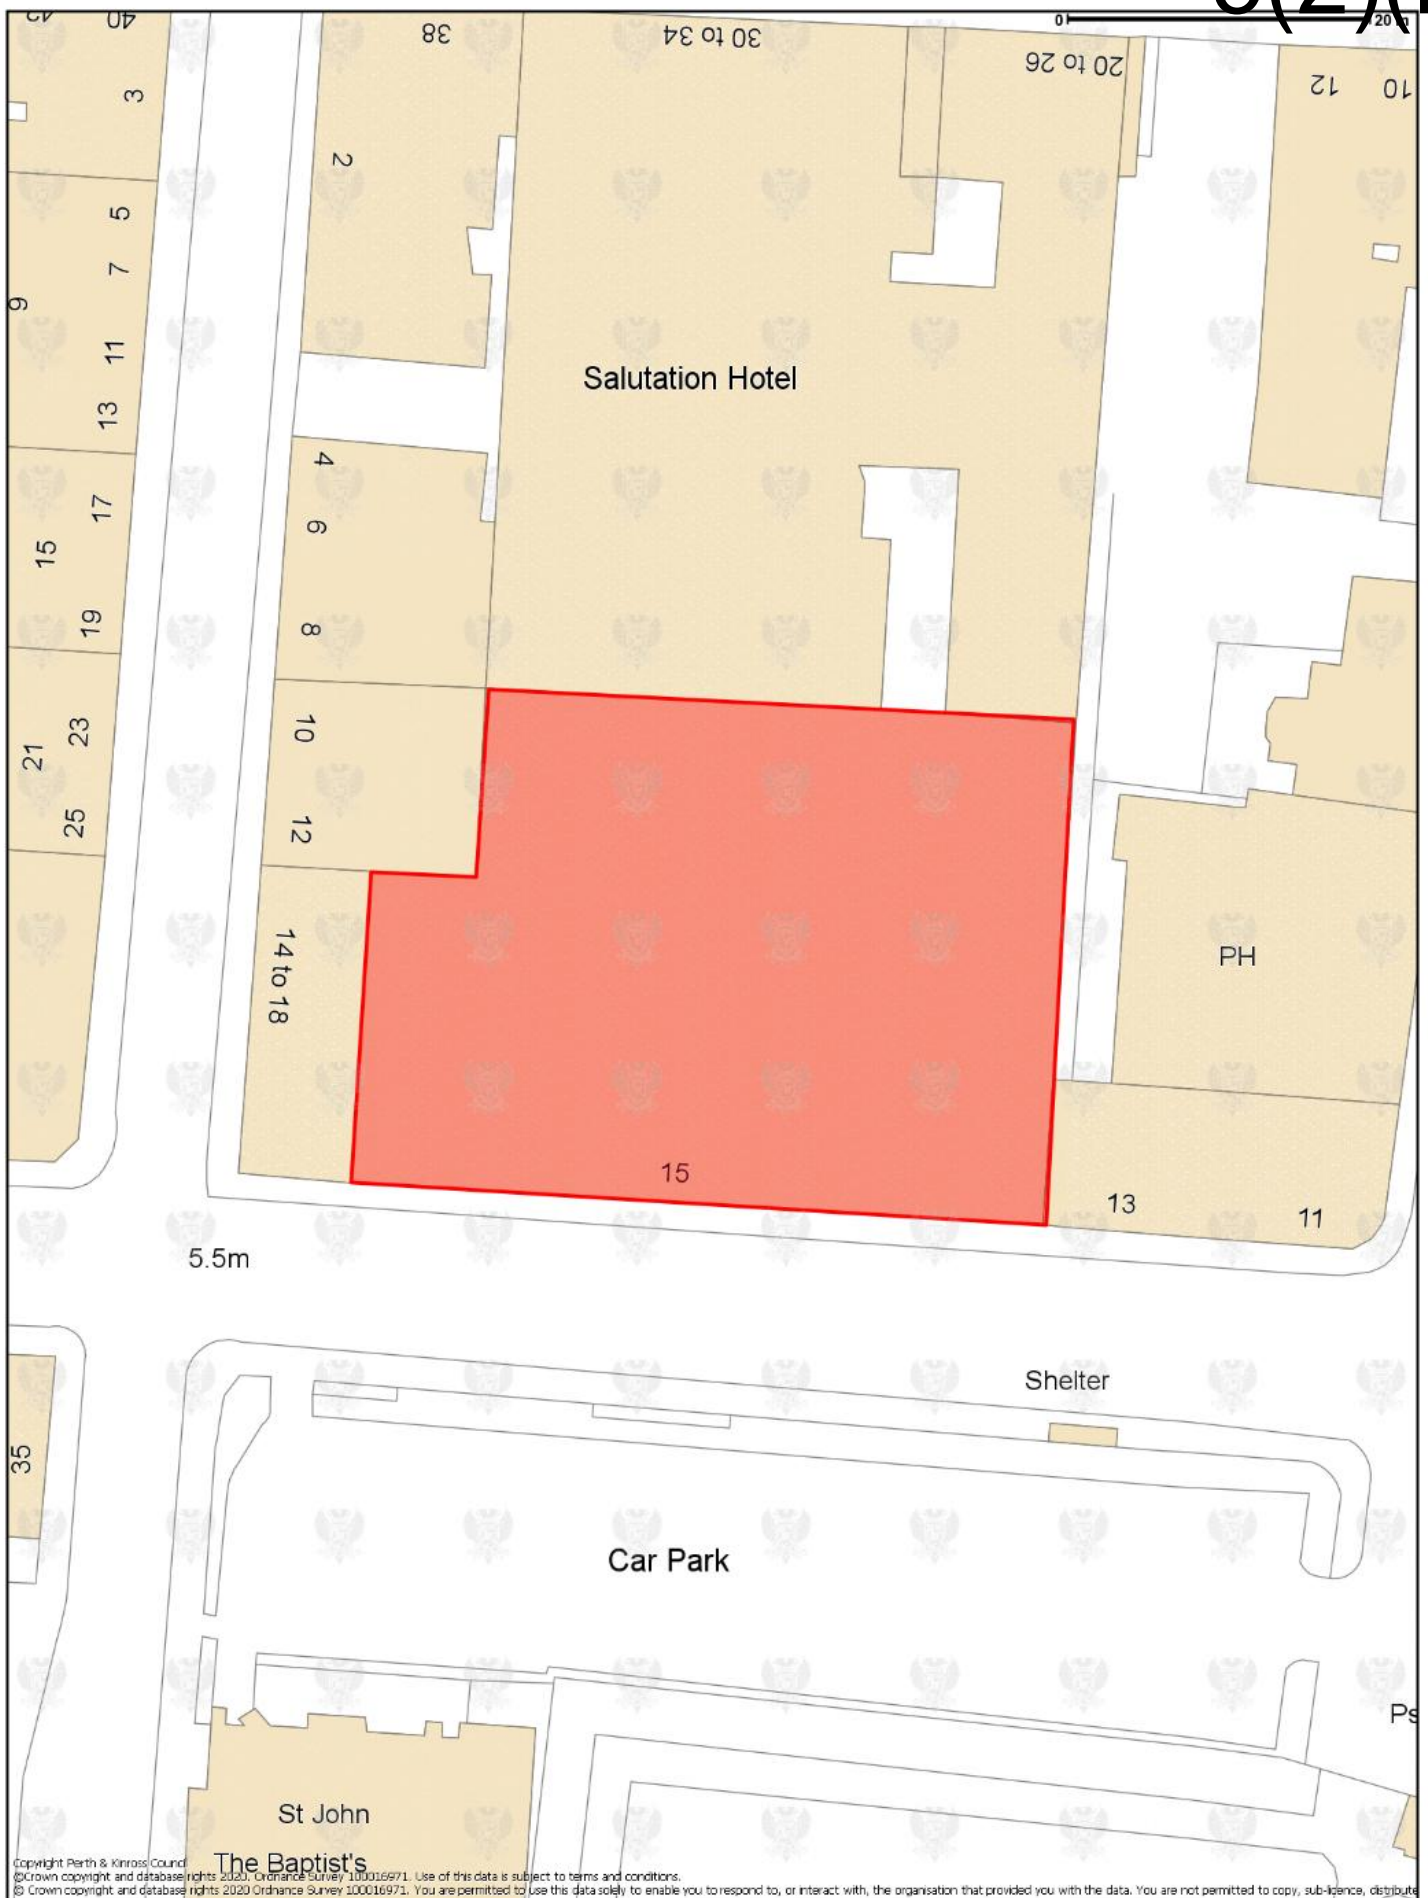 0
20 m
42
40
38
30 to 34
20 to 26
12
10
3
2
5
7
9
11
13
Salutation Hotel
4
6
17
15
8
19
10
23
21
12
25
14 to 18
PH
15
13
11
5.5m
Shelter
35
Car Park
Ps
St John
The Baptist's
Copyright Perth & Kinross Council
©Crown copyright and database rights 2020. Ordnance Survey 100016971. Use of this data is subject to terms and conditions.
© Crown copyright and database rights 2020 Ordnance Survey 100016971. You are permitted to use this data solely to enable you to respond to, or interact with, the organisation that provided you with the data. You are not permitted to copy, sub-licence, distribute